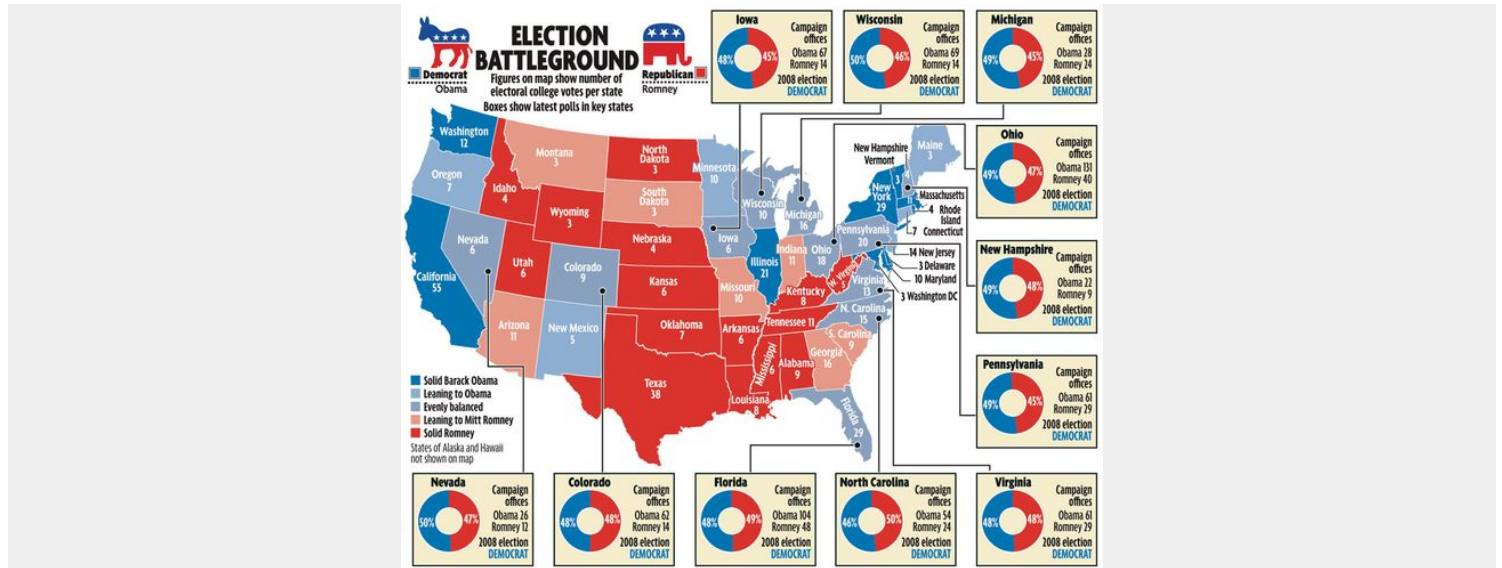 ELECTION
BATTLEGROUND
Democrat
Obama
Republican
Romney
Figures on map show number of
electoral college votes per state
Boxes show latest polls in key states
Iowa
48%
45%
Campaign
offices
Obama 67
Romney 14
2008 election
DEMOCRAT
Wisconsin
50%
46%
Campaign
offices
Obama 69
Romney 14
2008 election
DEMOCRAT
Michigan
49%
45%
Campaign
offices
Obama 28
Romney 24
2008 election
DEMOCRAT
Ohio
49%
47%
Campaign
offices
Obama 131
Romney 40
2008 election
DEMOCRAT
New Hampshire
49%
48%
Campaign
offices
Obama 22
Romney 9
2008 election
DEMOCRAT
Pennsylvania
49%
45%
Campaign
offices
Obama 61
Romney 29
2008 election
DEMOCRAT
Washington
12
Oregon
7
California
55
Nevada
6
Idaho
4
Montana
3
Wyoming
3
Utah
6
Colorado
9
Arizona
11
New Mexico
5
North
Dakota
3
South
Dakota
3
Nebraska
4
Kansas
6
Oklahoma
7
Texas
38
Minnesota
10
Iowa
6
Missouri
10
Arkansas
6
Louisiana
8
Wisconsin
10
Illinois
21
Michigan
16
Indiana
11
Ohio
18
Kentucky
8
Tennessee 11
Mississippi
6
Alabama
9
Georgia
16
Florida
29
S. Carolina
9
N. Carolina
15
Virginia
13
W. Virginia
5
Pennsylvania
20
New
York
29
New Hampshire
4
Vermont
3
Maine
3
Massachusetts
11
4 Rhode
Island
7 Connecticut
14 New Jersey
3 Delaware
10 Maryland
3 Washington DC
Solid Barack Obama
Leaning to Obama
Evenly balanced
Leaning to Mitt Romney
Solid Romney
States of Alaska and Hawaii
not shown on map
Nevada
50%
47%
Campaign
offices
Obama 26
Romney 12
2008 election
DEMOCRAT
Colorado
48%
48%
Campaign
offices
Obama 62
Romney 14
2008 election
DEMOCRAT
Florida
48%
49%
Campaign
offices
Obama 104
Romney 48
2008 election
DEMOCRAT
North Carolina
46%
50%
Campaign
offices
Obama 54
Romney 24
2008 election
DEMOCRAT
Virginia
48%
48%
Campaign
offices
Obama 61
Romney 29
2008 election
DEMOCRAT